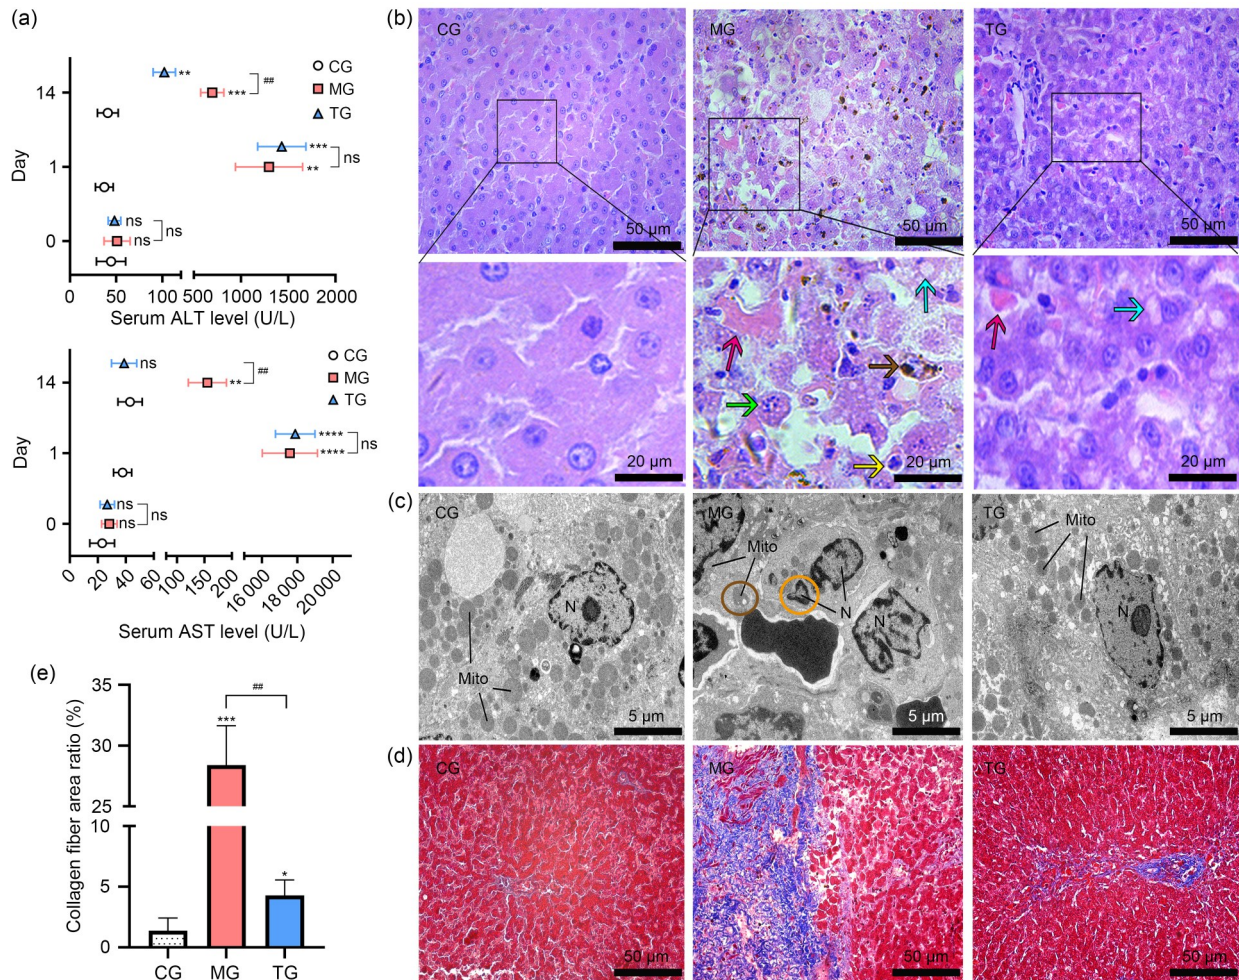 (a)
CG
MG
TG
**
##
***
14
***
ns
**
1
ns
ns
ns
0
Day
0 50 100 500 1000 1500 2000
Serum ALT level (U/L)
CG
MG
TG
ns
##
**
14
****
ns
****
1
ns
ns
ns
0
Day
0 20 40 60 100 150 200 16 000 18 000 20 000
Serum AST level (U/L)
(e)
Collagen fiber area ratio (%)
35
30
25
10
5
0
***
##
*
CG MG TG
(b)
CG MG TG
50 µm 50 µm 50 µm
20 µm 20 µm 20 µm
(c)
CG MG TG
Mito Mito
N N N N
Mito
5 µm 5 µm 5 µm
(d)
CG MG TG
50 µm 50 µm 50 µm